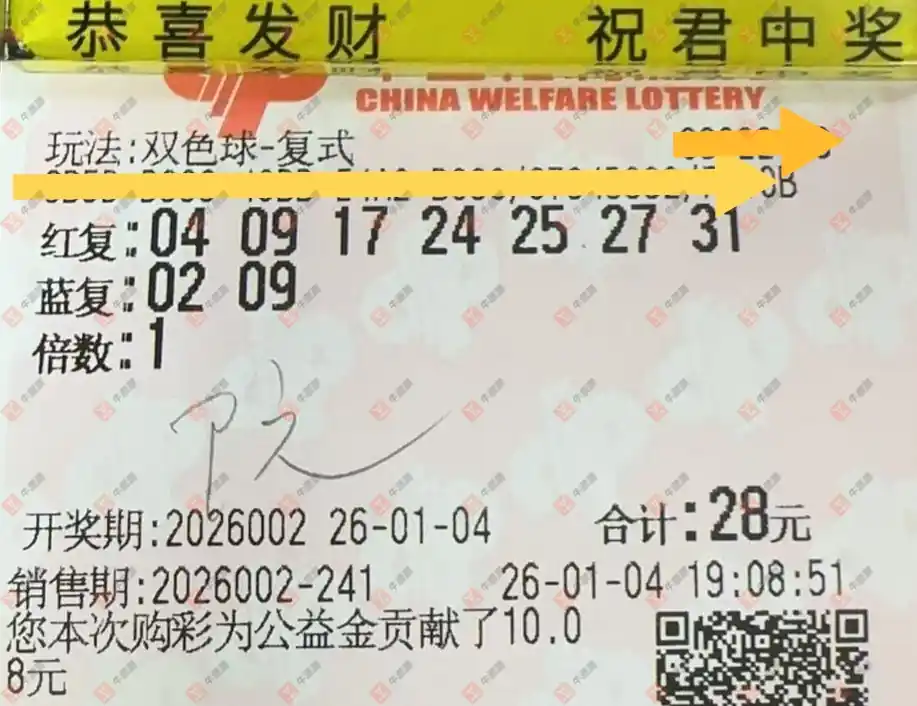 恭喜发财 祝君中奖
CHINA WELFARE LOTTERY
玩法:双色球-复式
红复:04 09 17 24 25 27 31
蓝复:02 09
倍数:1
开奖期:2026002 26-01-04 合计:28元
销售期:2026002-241 26-01-04 19:08:51
您本次购彩为公益金贡献了10.0
8元